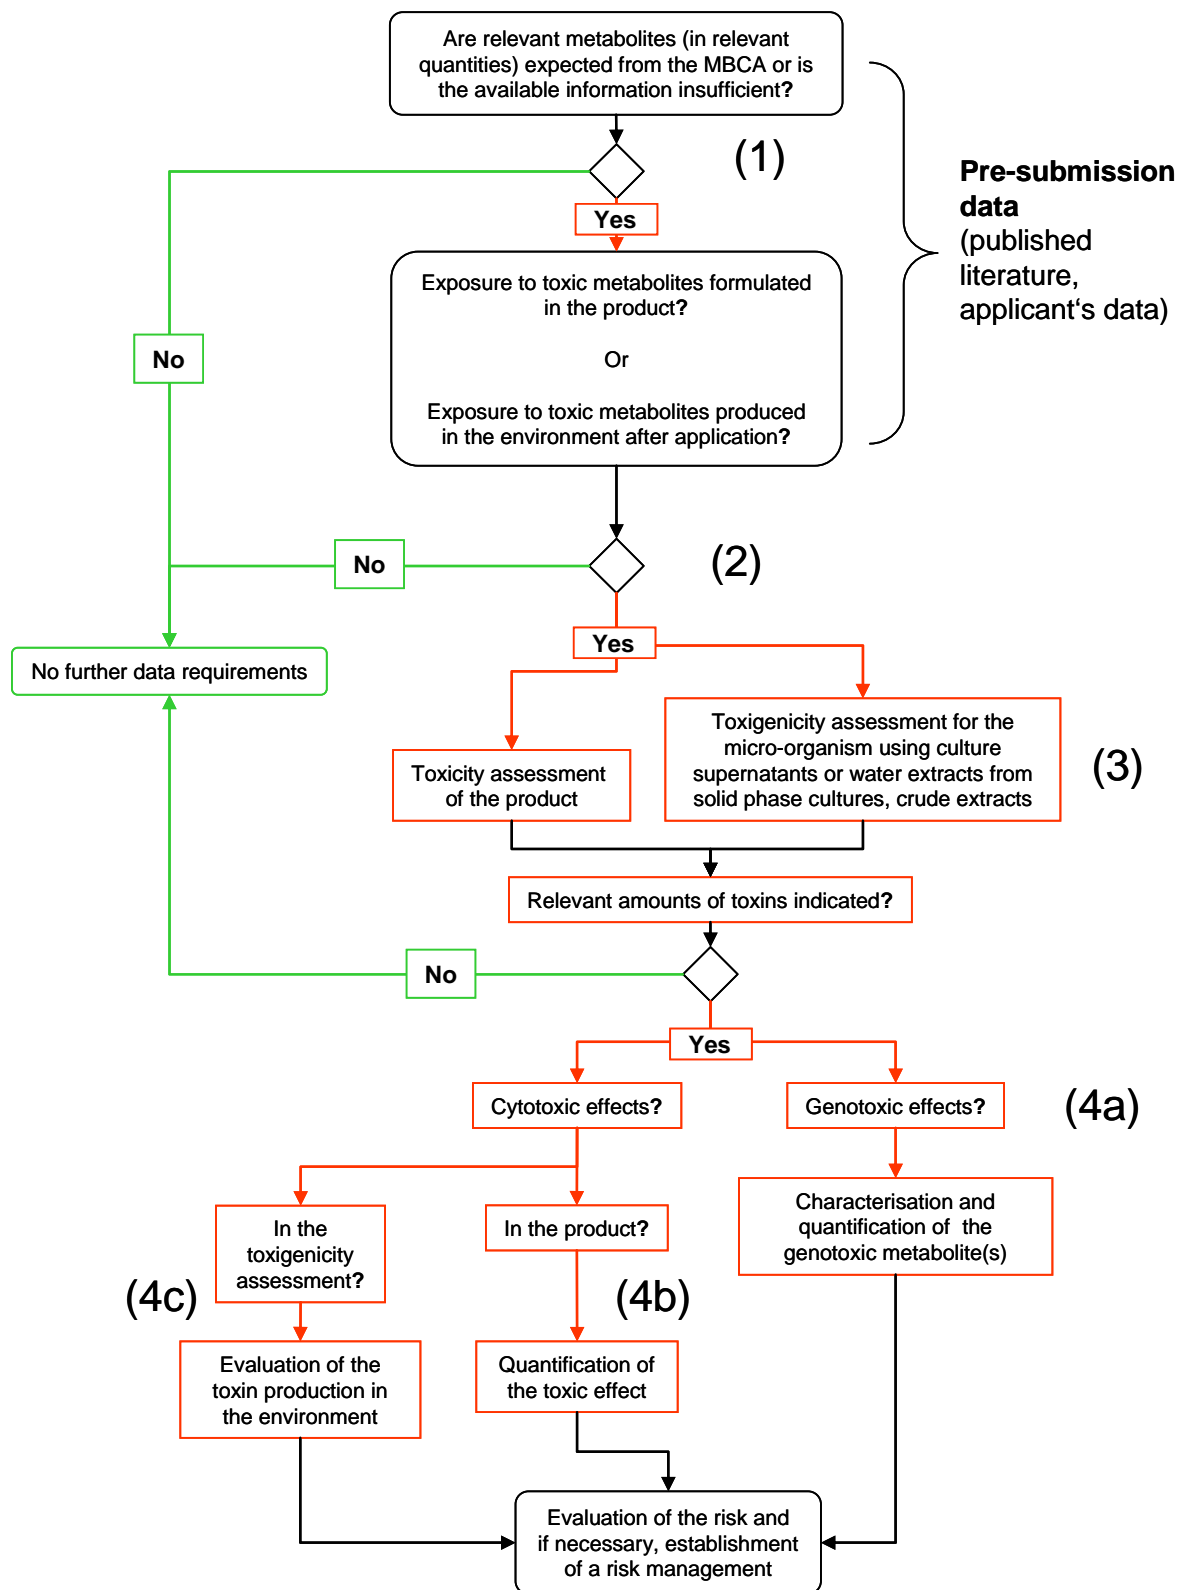 Are relevant metabolites (in relevant
quantities) expected from the MBCA or is
the available information insufficient?
(1)
Pre-submission
data
(published
literature,
applicant‘s data)
Yes
Exposure to toxic metabolites formulated
in the product?
Or
Exposure to toxic metabolites produced
in the environment after application?
No
(2)
No
Yes
No further data requirements
Toxicity assessment
of the product
Toxigenicity assessment for the
micro-organism using culture
supernatants or water extracts from
solid phase cultures, crude extracts
(3)
Relevant amounts of toxins indicated?
No
Yes
Cytotoxic effects?
Genotoxic effects?
(4a)
In the
toxigenicity
assessment?
In the product?
Characterisation and
quantification of the
genotoxic metabolite(s)
(4c)
(4b)
Evaluation of the
toxin production in
the environment
Quantification of
the toxic effect
Evaluation of the risk and
if necessary, establishment
of a risk management